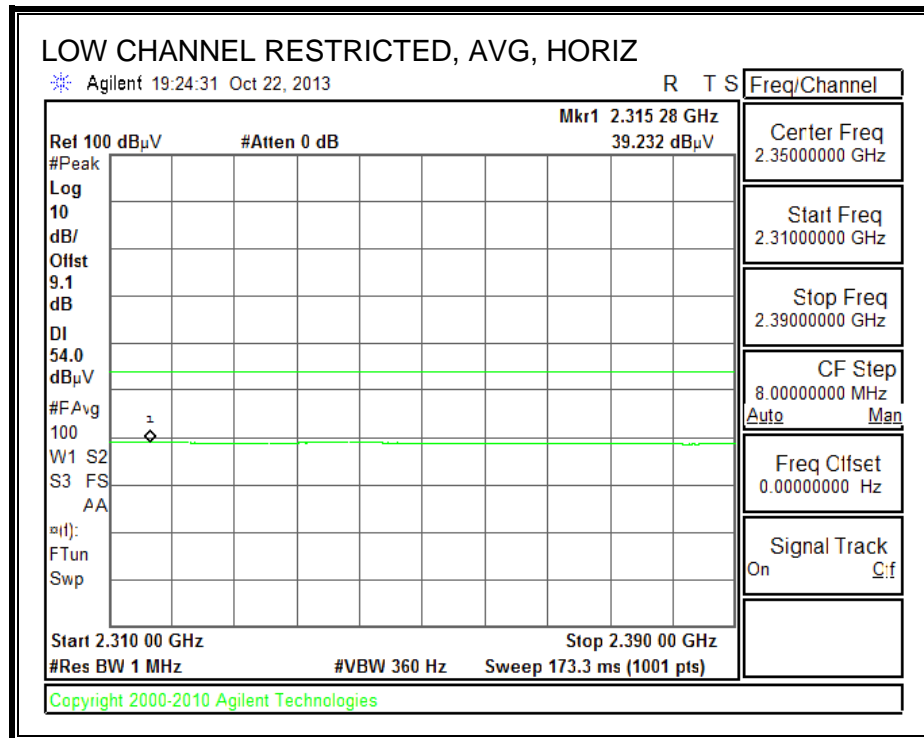 LOW CHANNEL RESTRICTED, AVG, HORIZ
Agilent 19:24:31 Oct 22, 2013
R T S
Freq/Channel
Mkr1 2.315 28 GHz
Ref 100 dBµV
#Atten 0 dB
39.232 dBµV
#Peak
Log
10
dB/
Offst
9.1
dB
DI
54.0
dBµV
#PAvg
100
W1 S2
S3 FS
AA
¤(f):
FTun
Swp
1
Start 2.310 00 GHz
Stop 2.390 00 GHz
#Res BW 1 MHz
#VBW 360 Hz
Sweep 173.3 ms (1001 pts)
Center Freq
2.35000000 GHz
Start Freq
2.31000000 GHz
Stop Freq
2.39000000 GHz
CF Step
8.00000000 MHz
Auto Man
Freq Offset
0.00000000 Hz
Signal Track
On Off
Copyright 2000-2010 Agilent Technologies